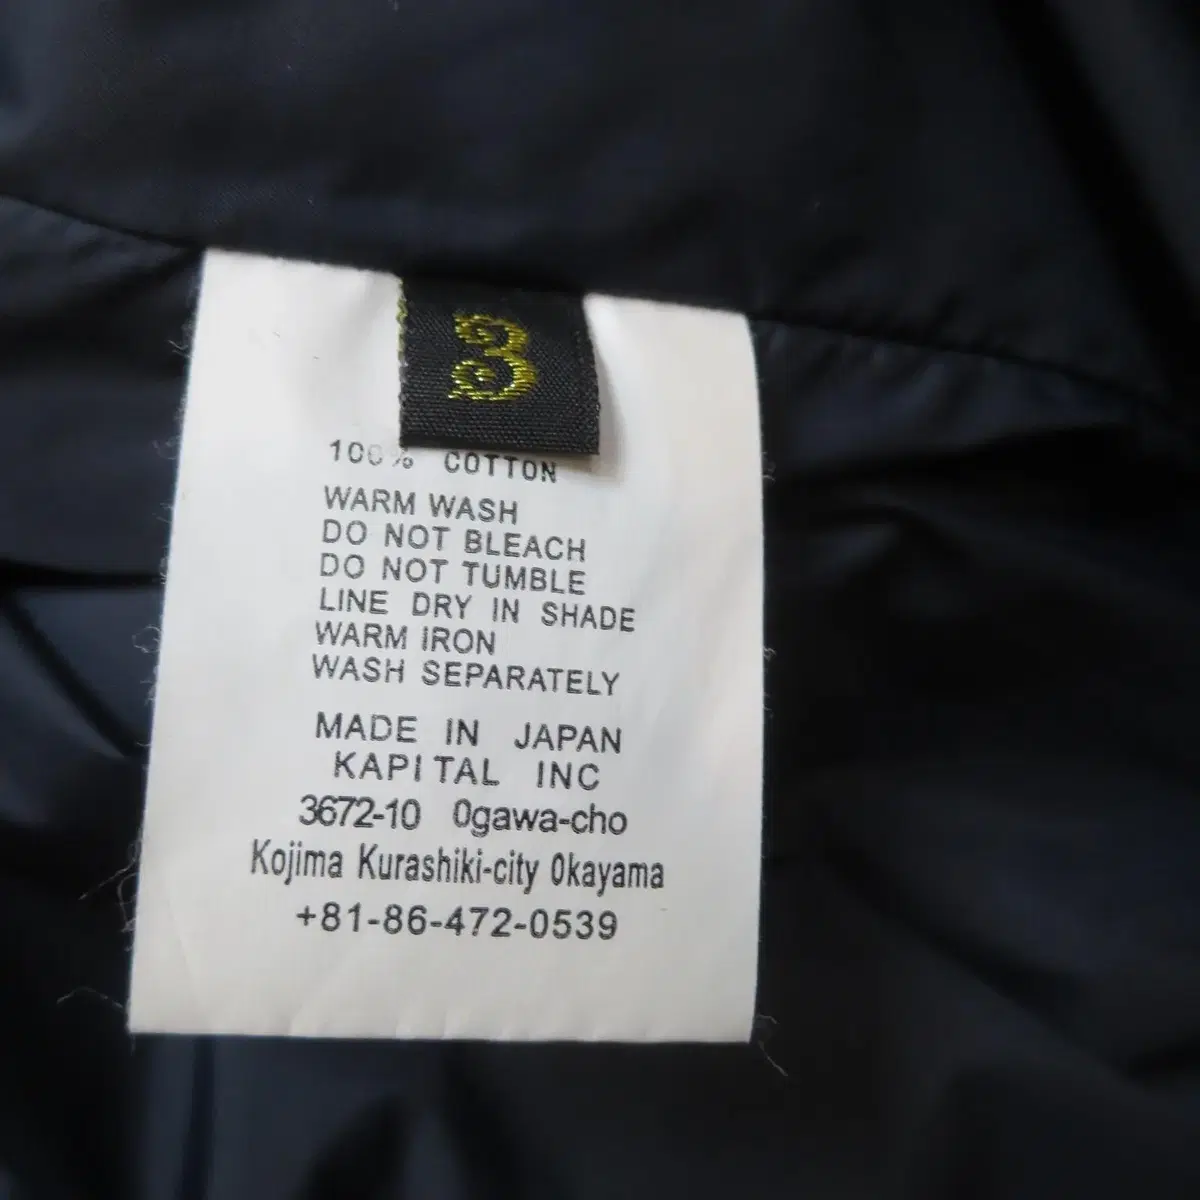 3
100% COTTON
WARM WASH
DO NOT BLEACH
DO NOT TUMBLE
LINE DRY IN SHADE
WARM IRON
WASH SEPARATELY
MADE IN JAPAN
KAPITAL INC
3672-10 Ogawa-cho
Kojima Kurashiki-city Okayama
+81-86-472-0539